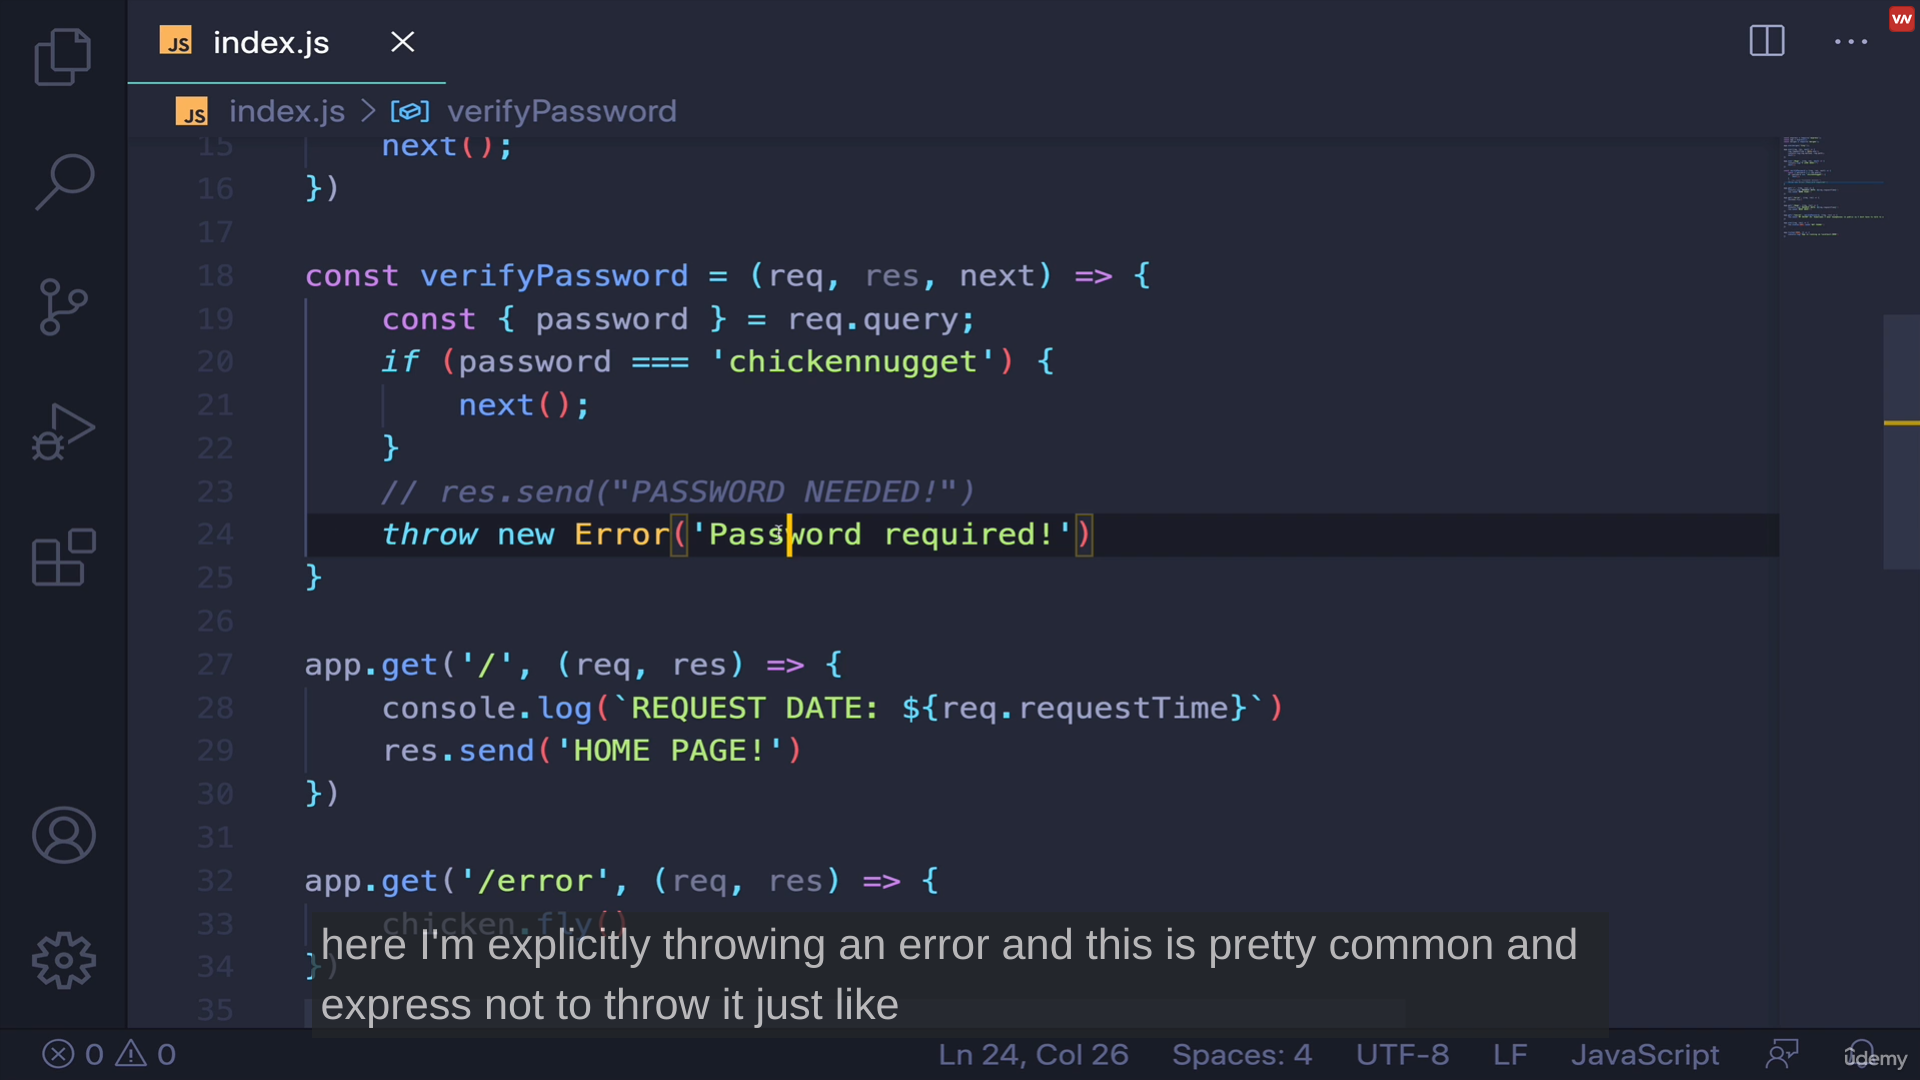 JS index.js
VN
JS index.js > verifyPassword
15 next();
16 })
17
18 const verifyPassword = (req, res, next) => {
19 const { password } = req.query;
20 if (password === 'chickennugget') {
21 next();
22 }
23 // res.send("PASSWORD NEEDED!")
24 throw new Error('Password required!')
25 }
26
27 app.get('/', (req, res) => {
28 console.log(`REQUEST DATE: ${req.requestTime}`)
29 res.send('HOME PAGE!')
30 })
31
32 app.get('/error', (req, res) => {
33 chicken.fly()
34 })
35
here I'm explicitly throwing an error and this is pretty common and
express not to throw it just like
0 0 Ln 24, Col 26 Spaces: 4 UTF-8 LF JavaScript
ûdemy